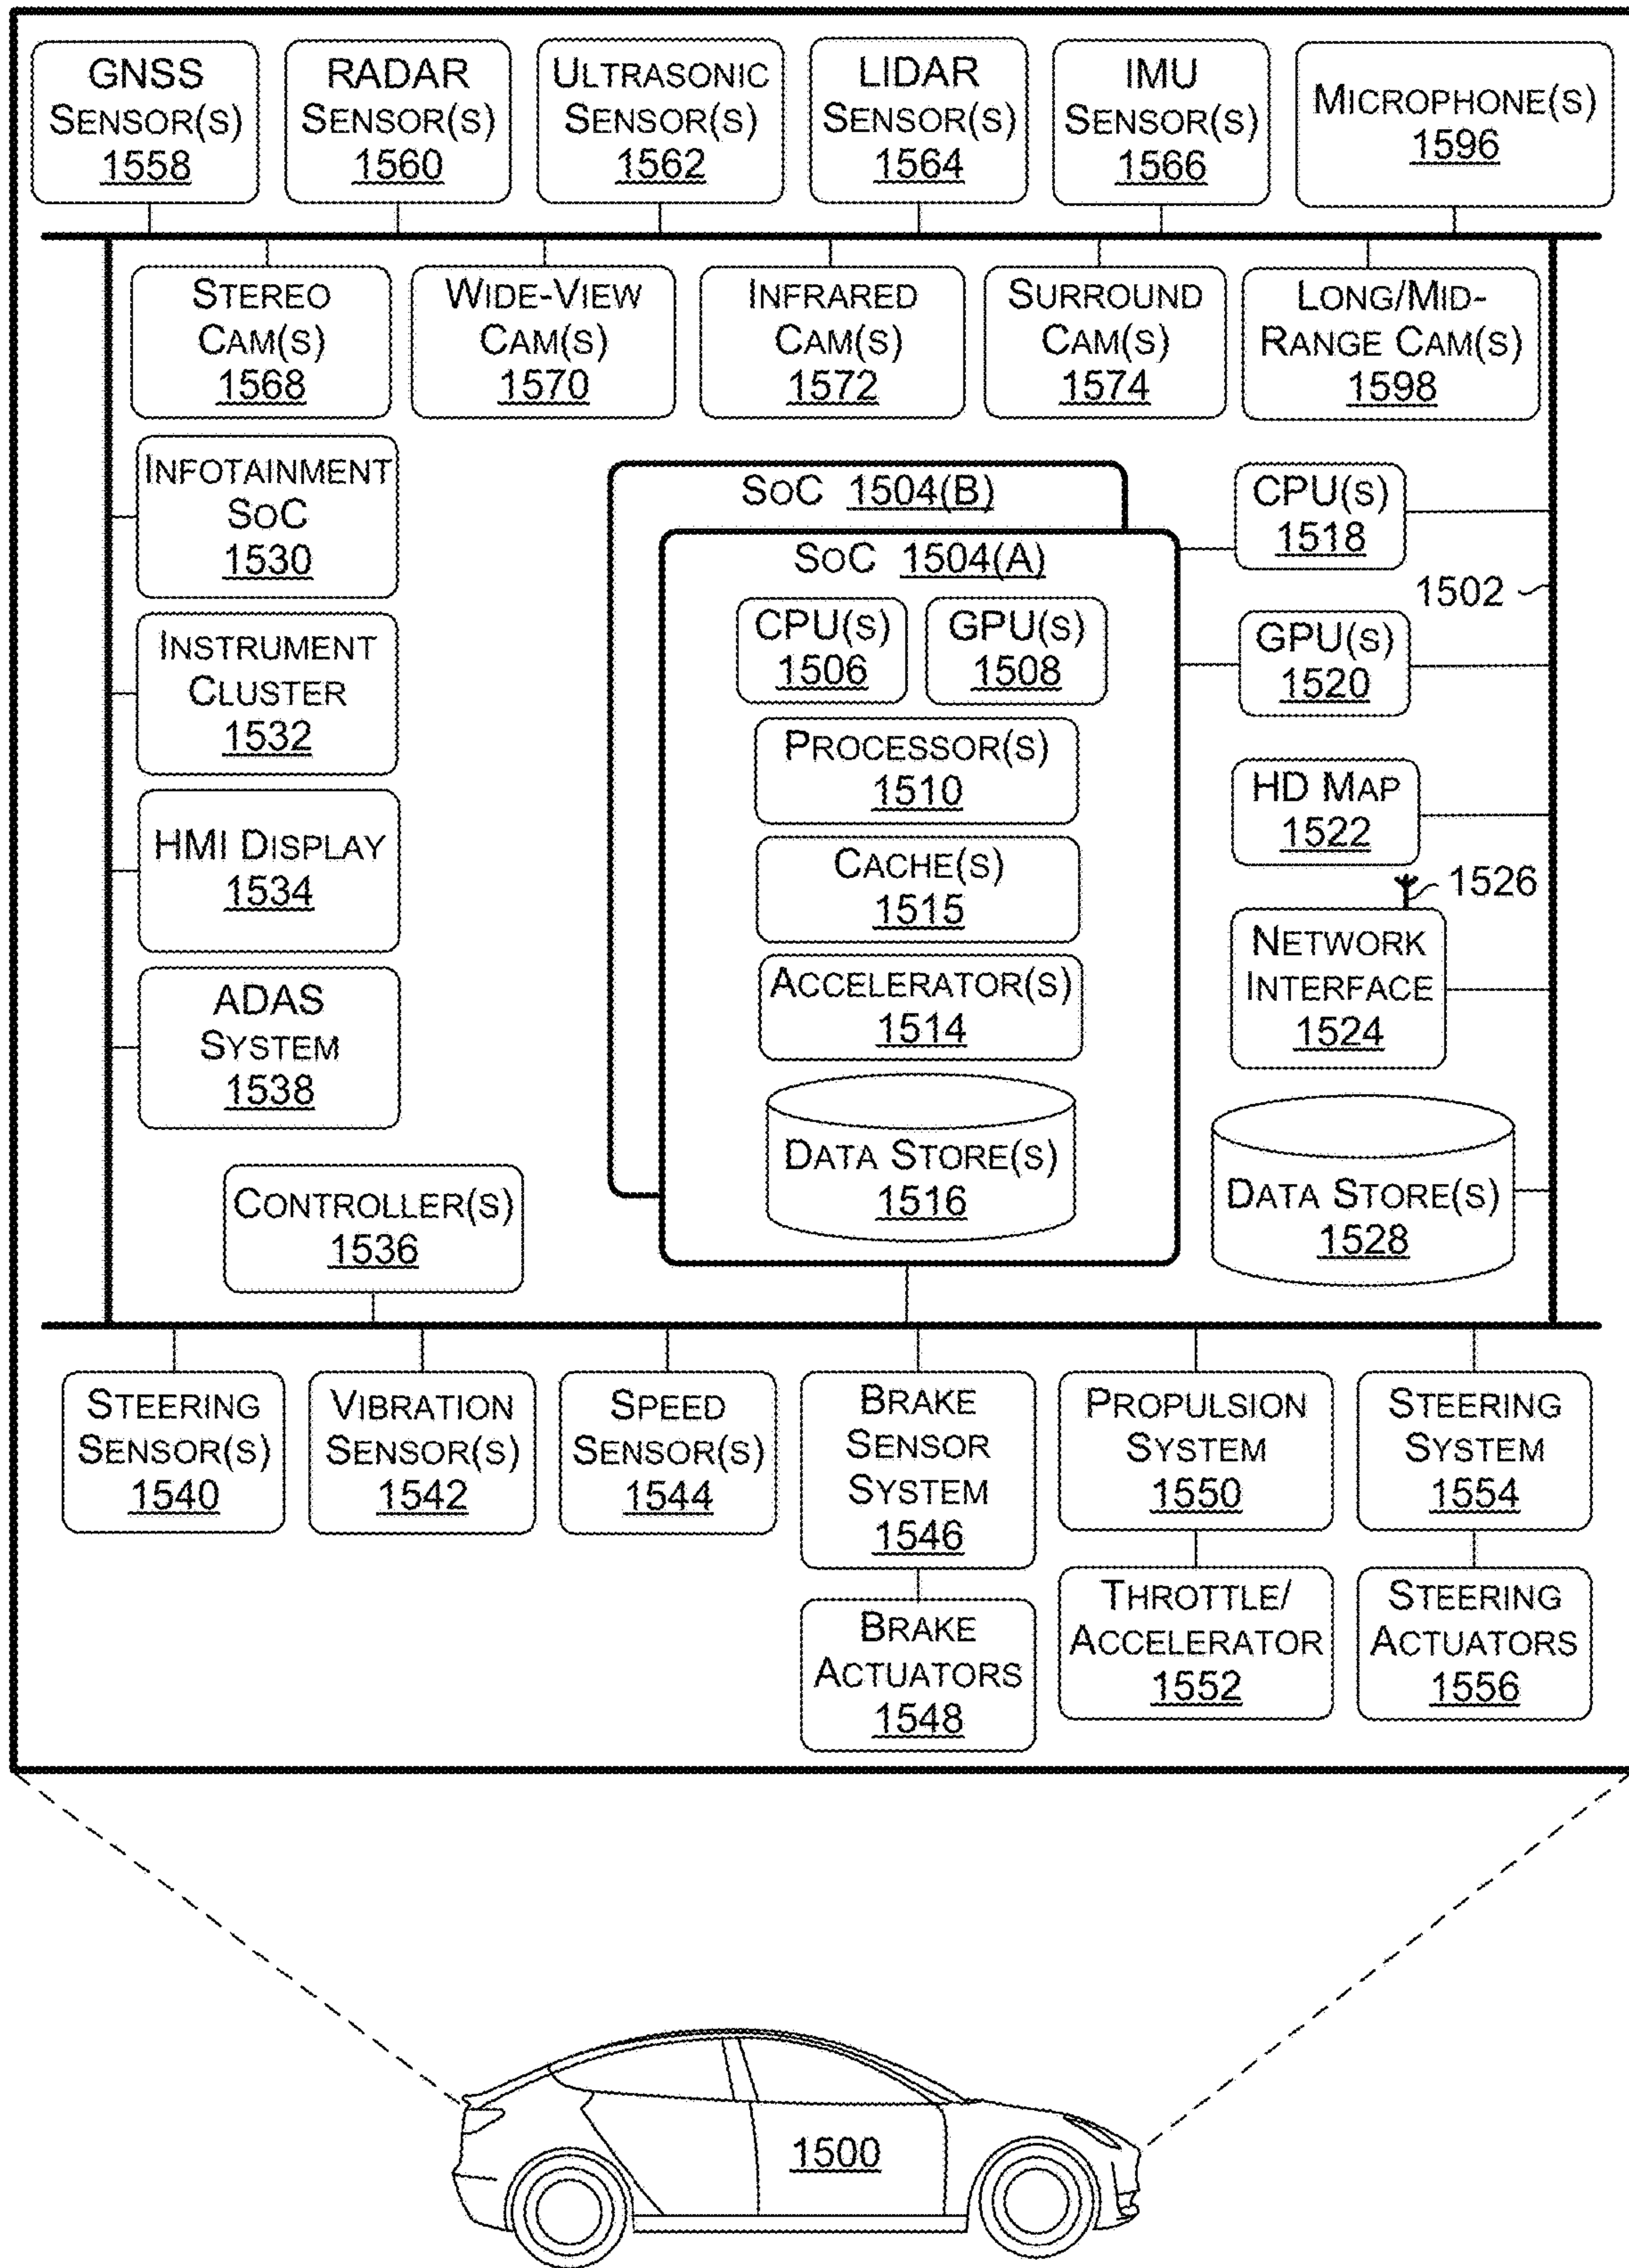 GNSS
SENSOR(S)
1558
RADAR
SENSOR(S)
1560
ULTRASONIC
SENSOR(S)
1562
LIDAR
SENSOR(S)
1564
IMU
SENSOR(S)
1566
MICROPHONE(S)
1596
STEREO
CAM(S)
1568
WIDE-VIEW
CAM(S)
1570
INFRARED
CAM(S)
1572
SURROUND
CAM(S)
1574
LONG/MID-
RANGE CAM(S)
1598
INFOTAINMENT
SOC
1530
INSTRUMENT
CLUSTER
1532
HMI DISPLAY
1534
ADAS
SYSTEM
1538
CONTROLLER(S)
1536
SOC 1504(B)
SOC 1504(A)
CPU(S)
1506
GPU(S)
1508
PROCESSOR(S)
1510
CACHE(S)
1515
ACCELERATOR(S)
1514
DATA STORE(S)
1516
CPU(S)
1518
1502
GPU(S)
1520
HD MAP
1522
1526
NETWORK
INTERFACE
1524
DATA STORE(S)
1528
STEERING
SENSOR(S)
1540
VIBRATION
SENSOR(S)
1542
SPEED
SENSOR(S)
1544
BRAKE
SENSOR
SYSTEM
1546
BRAKE
ACTUATORS
1548
PROPULSION
SYSTEM
1550
THROTTLE/
ACCELERATOR
1552
STEERING
SYSTEM
1554
STEERING
ACTUATORS
1556
1500